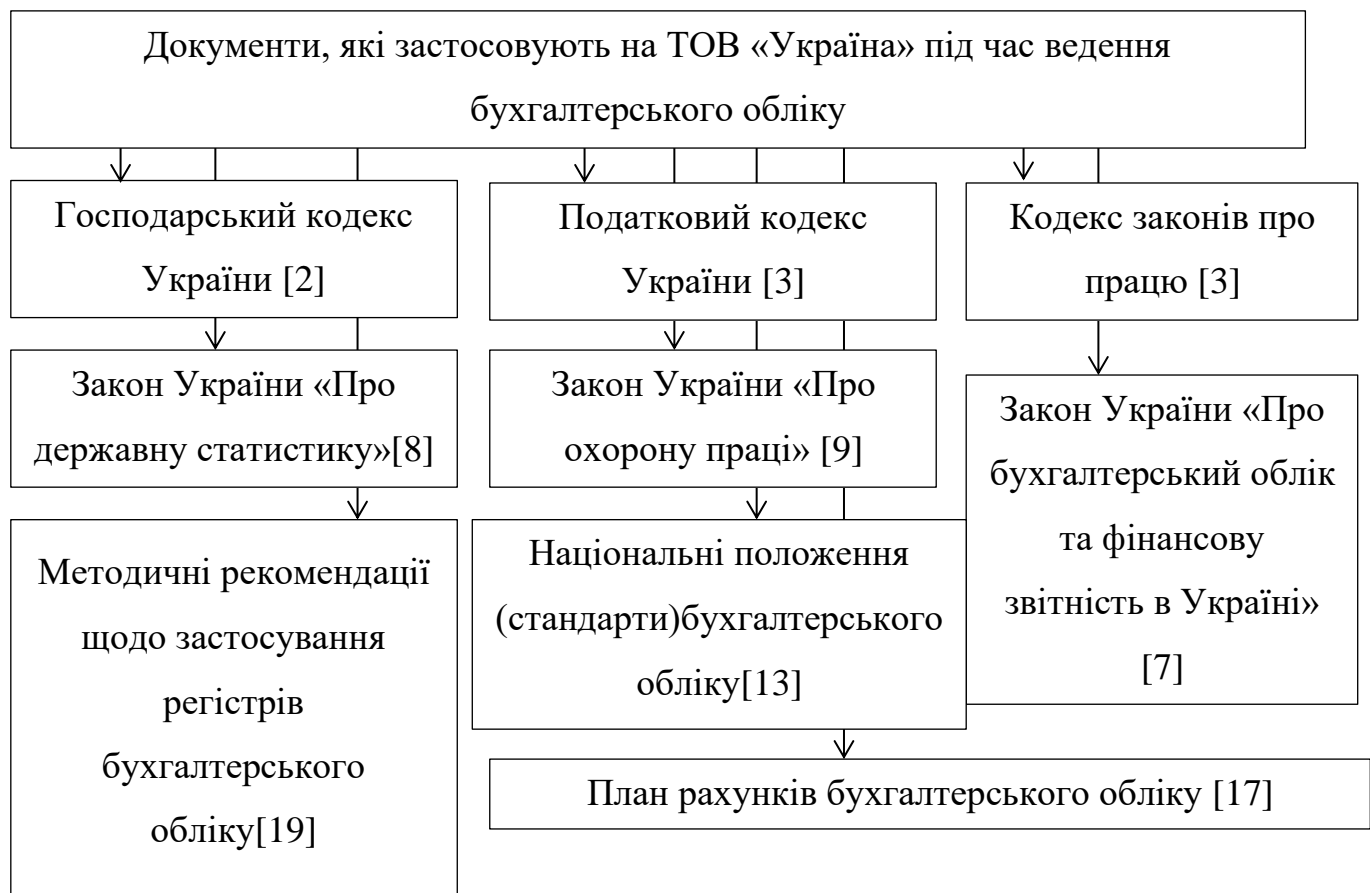 Документи, які застосовують на ТОВ «Україна» під час ведення
бухгалтерського обліку
Господарський кодекс
України [2]
Податковий кодекс
України [3]
Кодекс законів про
працю [3]
Закон України «Про
державну статистику»[8]
Закон України «Про
охорону праці» [9]
Закон України «Про
бухгалтерський облік
та фінансову
звітність в Україні»
[7]
Методичні рекомендації
щодо застосування
регістрів
бухгалтерського
обліку[19]
Національні положення
(стандарти)бухгалтерського
обліку[13]
План рахунків бухгалтерського обліку [17]